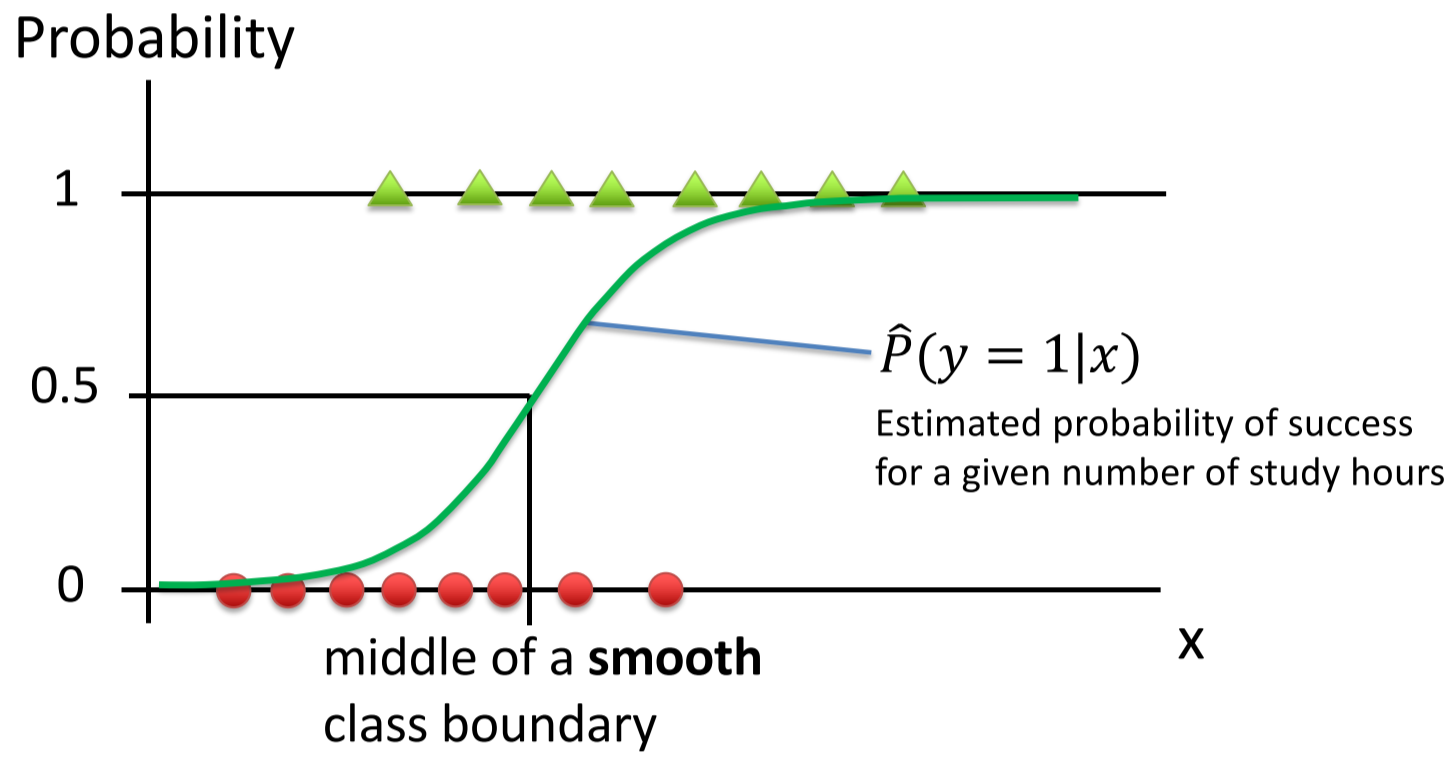 Probability
1
0.5
0
P̂(y = 1|x)
Estimated probability of success
for a given number of study hours
middle of a smooth
class boundary
x